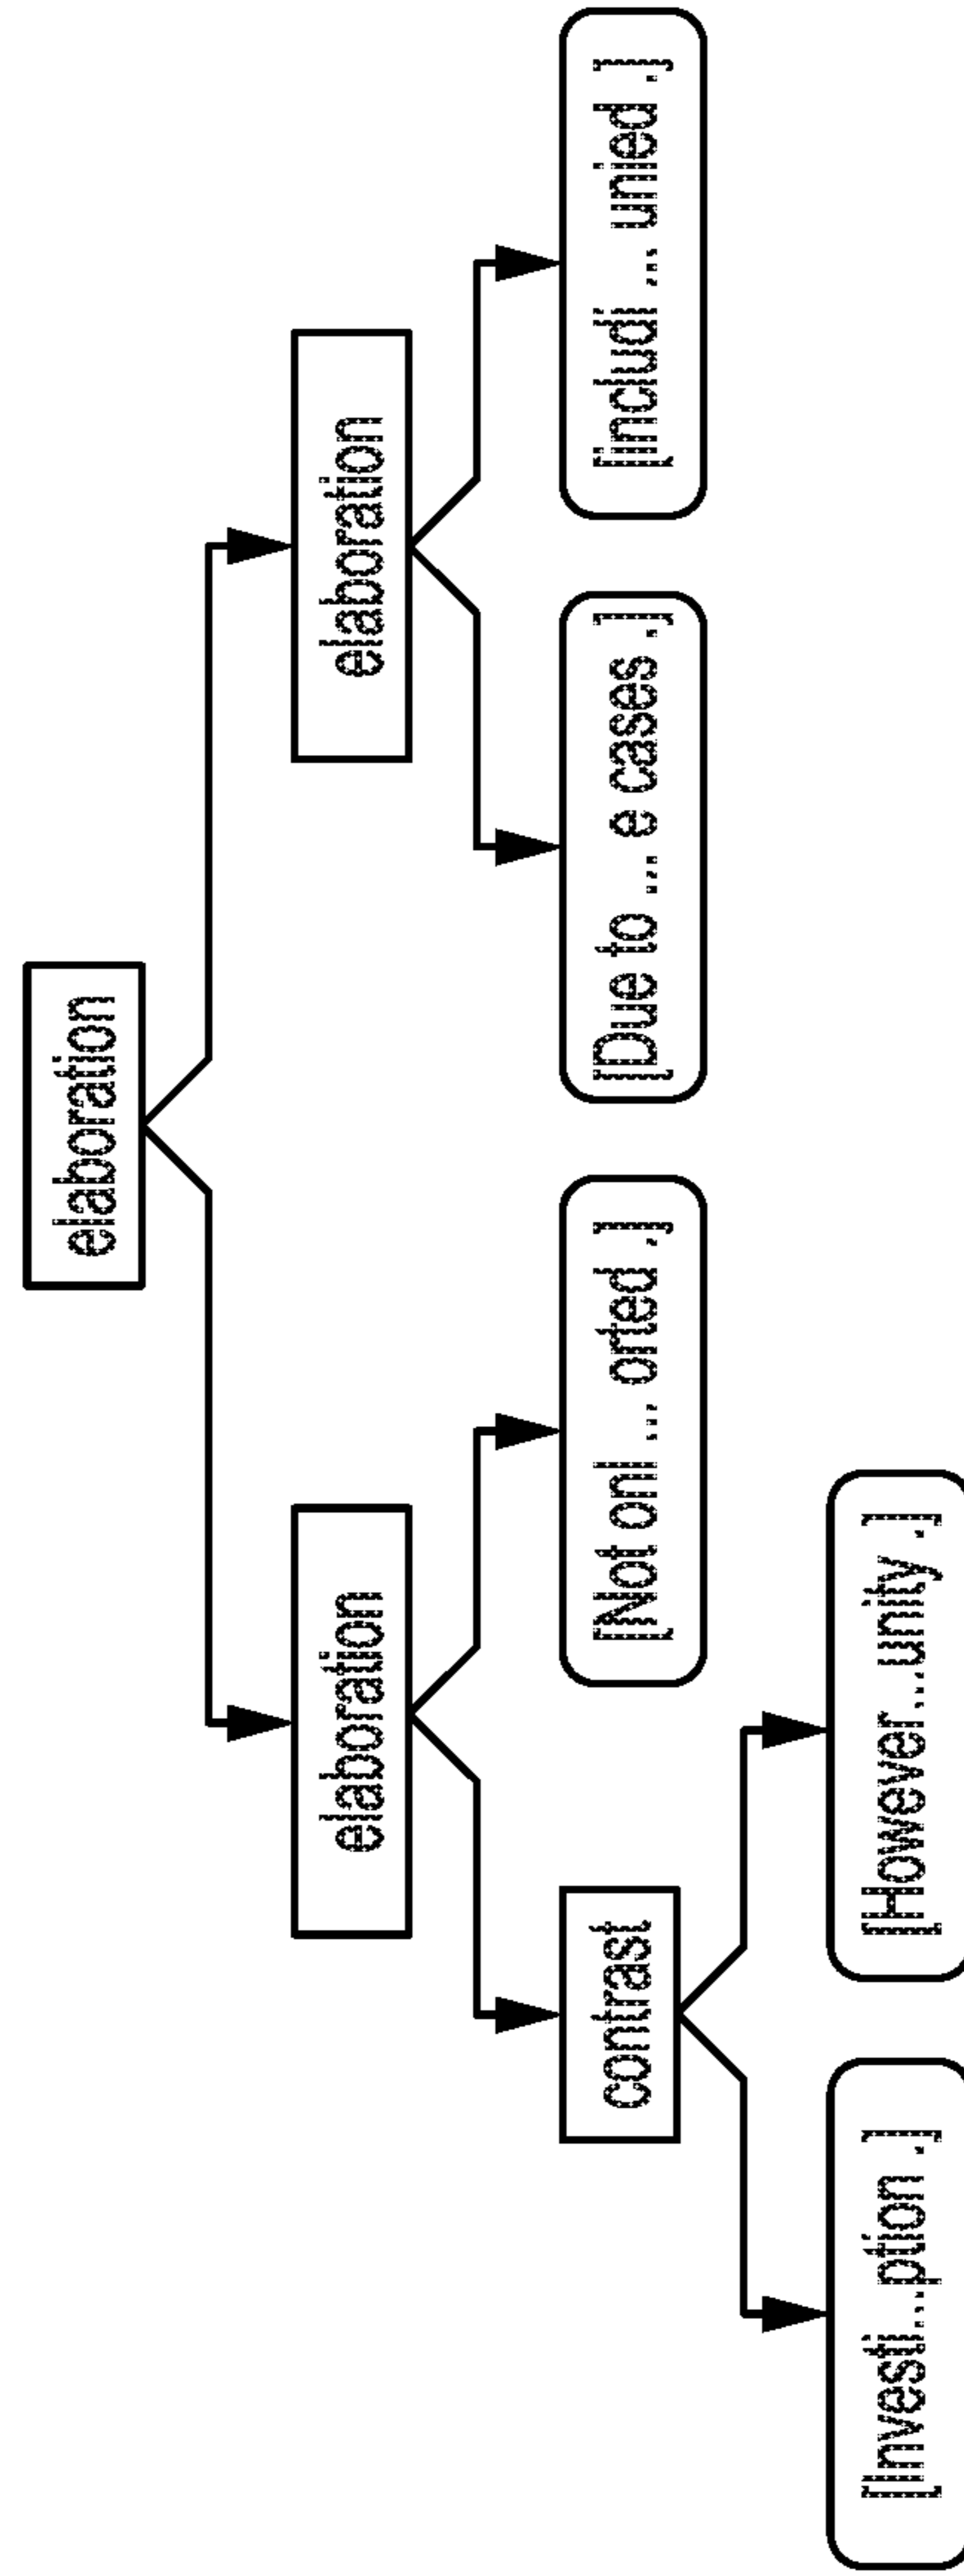 elaboration
elaboration
elaboration
contrast
[Not onl ... orted .]
[Due to ... e cases .]
[Includi ... unied .]
[Investi...ption .]
[However...unity .]